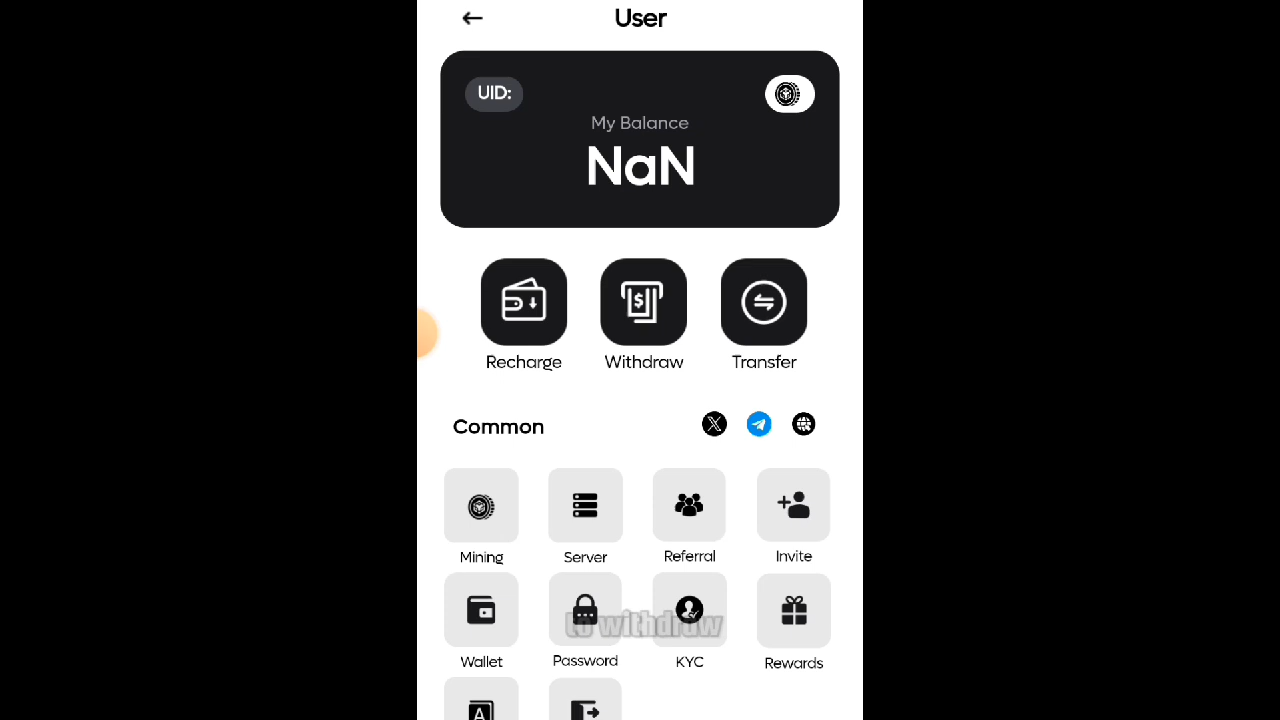 User
UID:
My Balance
NaN
Recharge Withdraw Transfer
Common
Mining Server Referral Invite
to withdraw
Wallet Password KYC Rewards
A